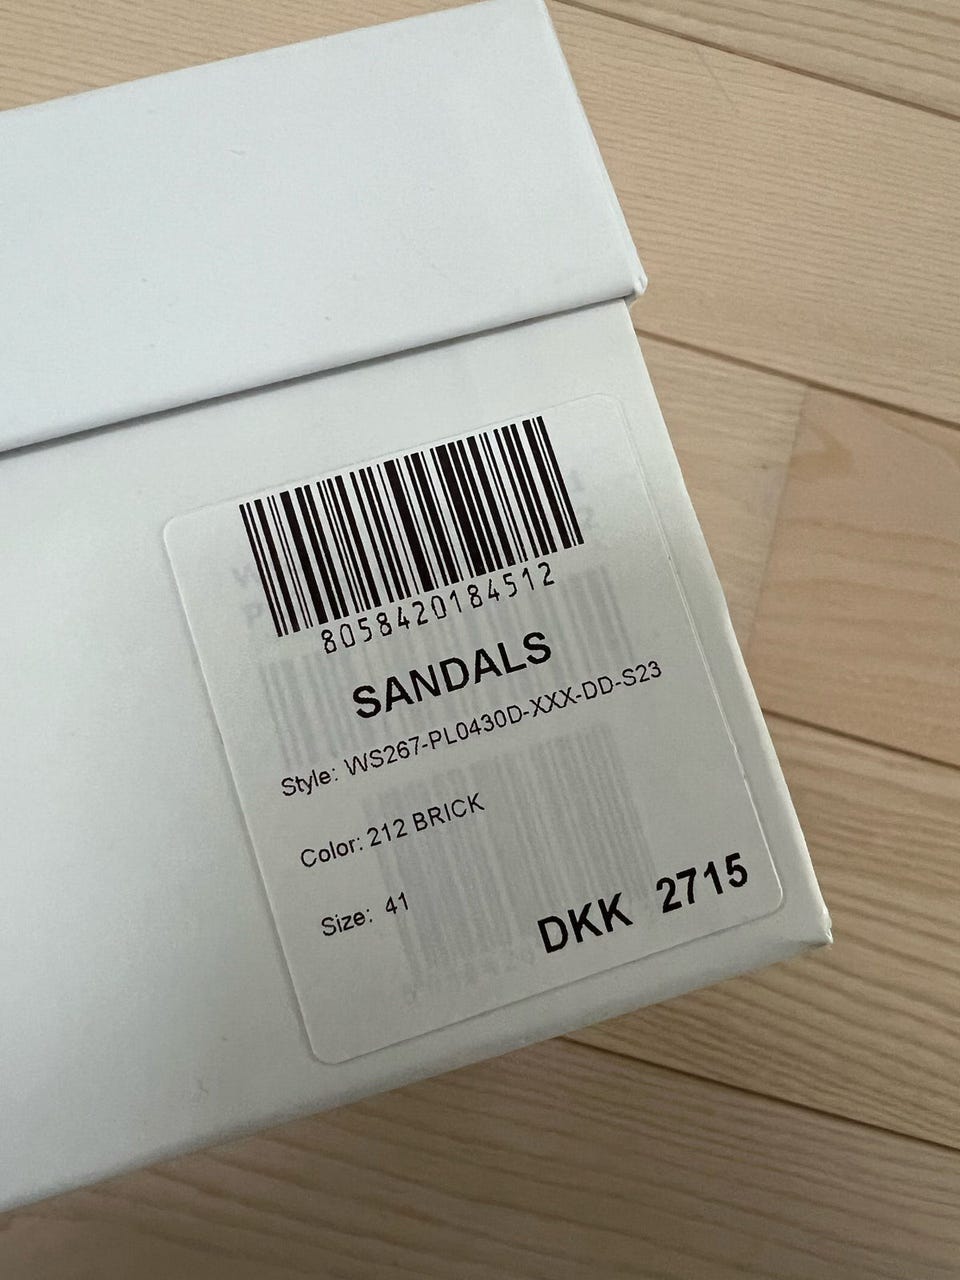 8058420184512
SANDALS
Style: WS267-PL0430D-XXX-DD-S23
Color: 212 BRICK
Size: 41
DKK 2715